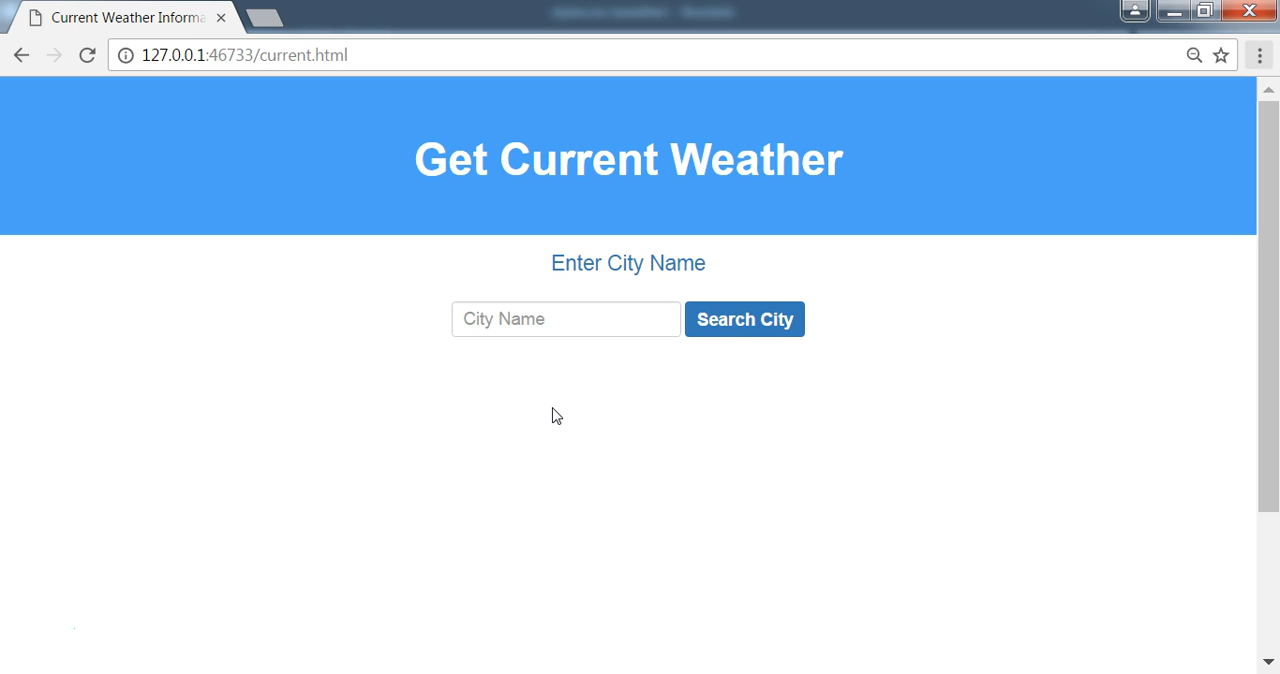 Current Weather Informa
127.0.0.1:46733/current.html
Get Current Weather
Enter City Name
City Name
Search City